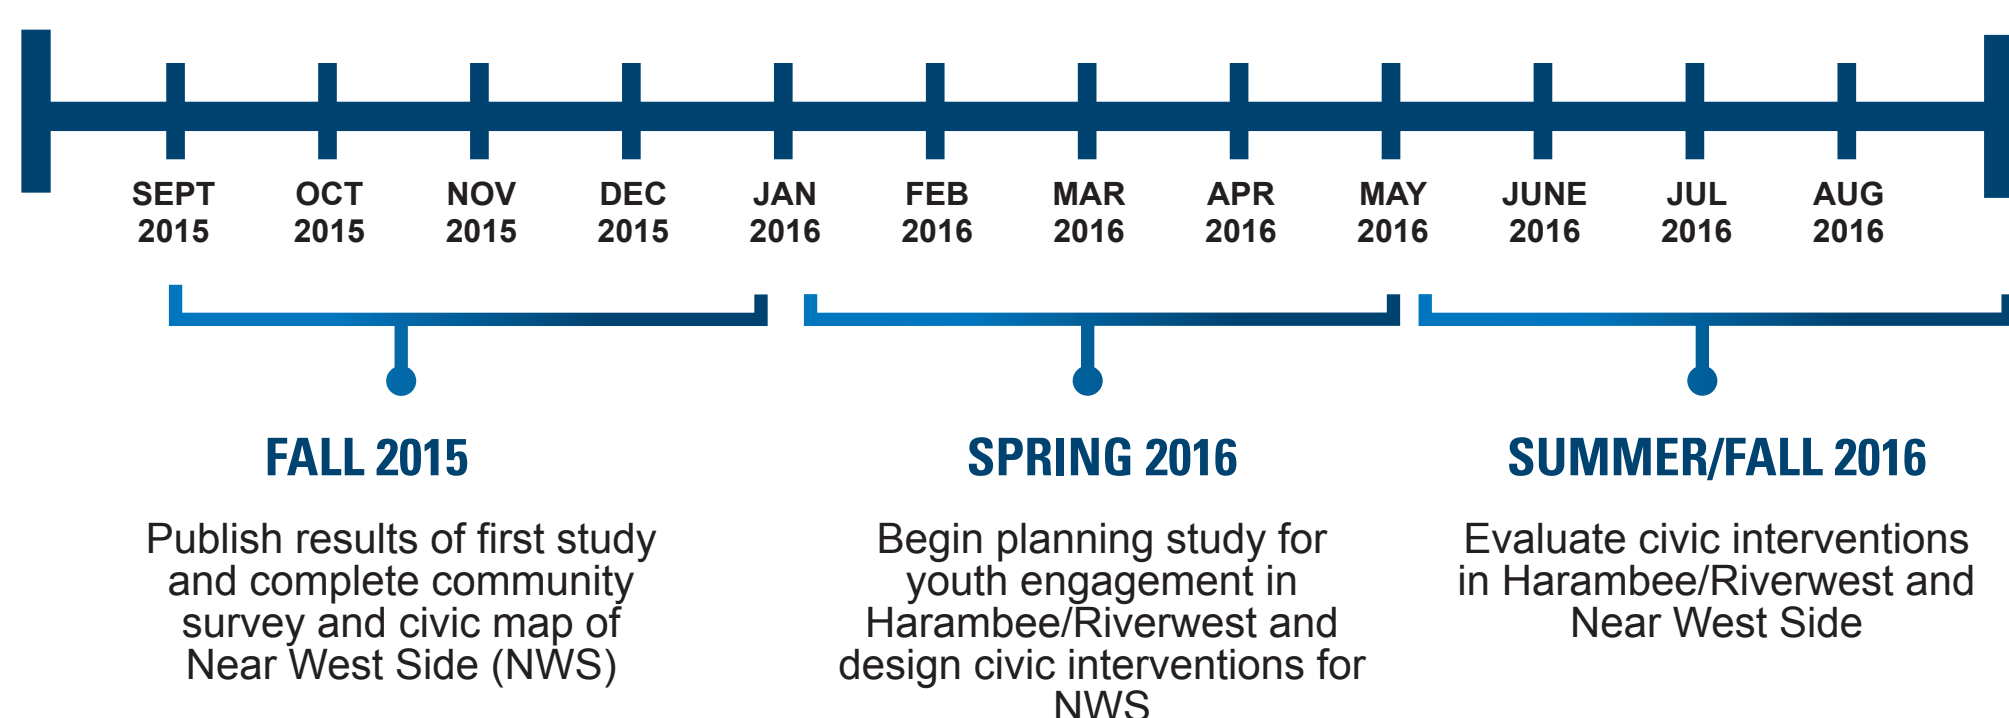 SEPT OCT NOV DEC JAN FEB MAR APR MAY JUNE JUL AUG
2015 2015 2015 2015 2016 2016 2016 2016 2016 2016 2016 2016
FALL 2015
Publish results of first study
and complete community
survey and civic map of
Near West Side (NWS)
SPRING 2016
Begin planning study for
youth engagement in
Harambee/Riverwest and
design civic interventions for
NWS
SUMMER/FALL 2016
Evaluate civic interventions
in Harambee/Riverwest and
Near West Side